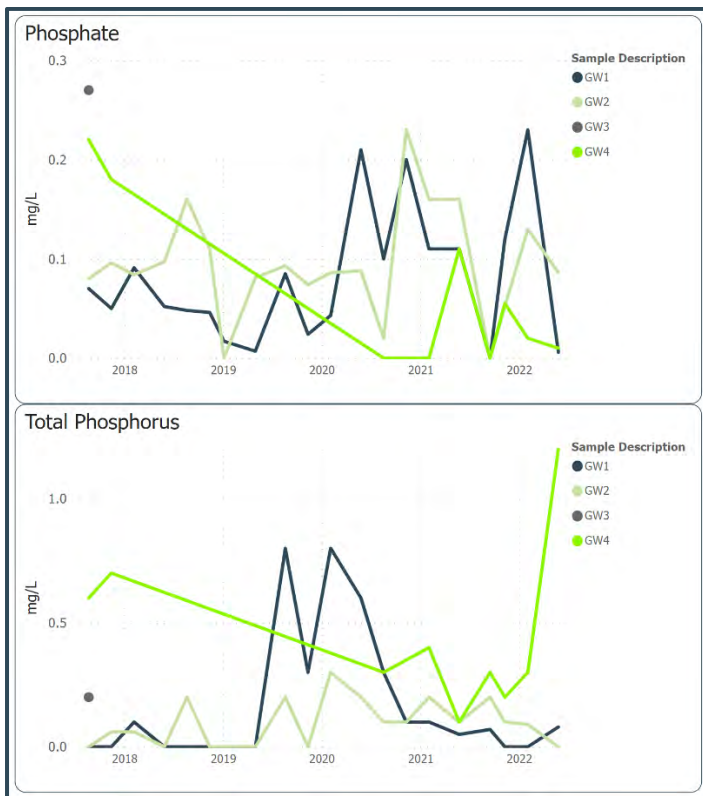 Phosphate
Sample Description
GW1
GW2
GW3
GW4
mg/L
0.3
0.2
0.1
0.0
2018 2019 2020 2021 2022
Total Phosphorus
Sample Description
GW1
GW2
GW3
GW4
mg/L
1.0
0.5
0.0
2018 2019 2020 2021 2022